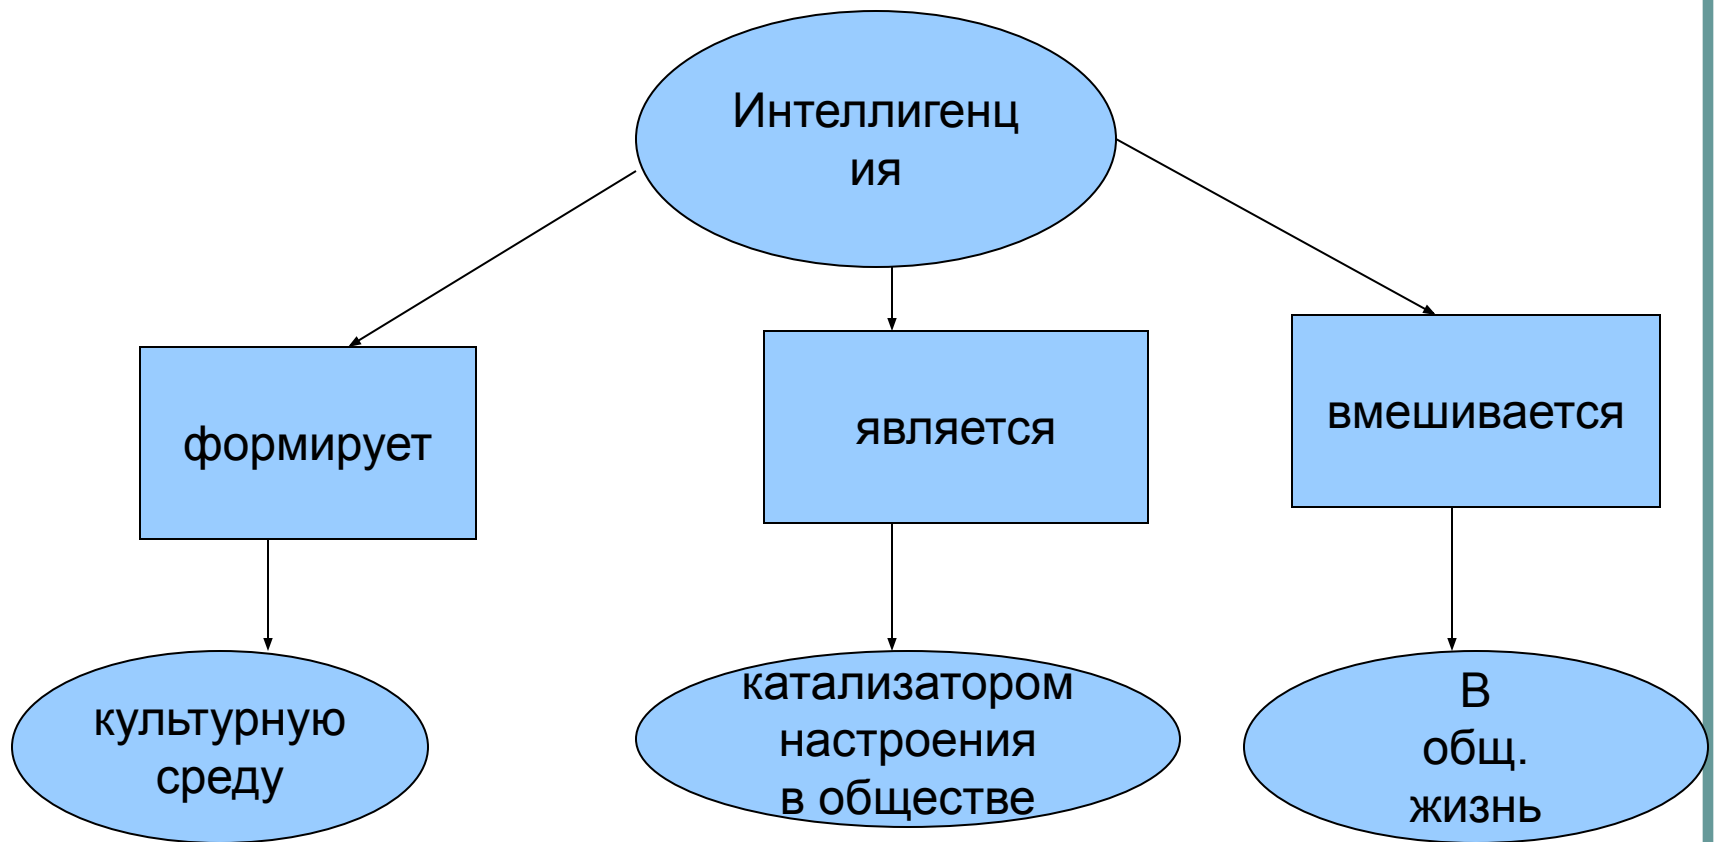 Интеллигенц
ия
формирует
является
вмешивается
культурную
среду
катализатором
настроения
в обществе
В
общ.
жизнь